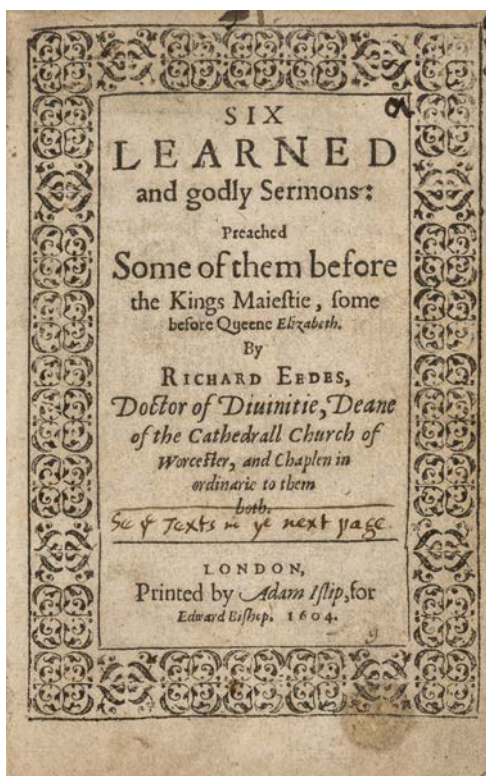 SIX
LEARNED
and godly Sermons:
Preached
Some of them before
the Kings Maieſtie, ſome
before Queene Elizabeth.
By
RICHARD EEDES,
Doctor of Diuinitie, Deane
of the Cathedrall Church of
Worceſter, and Chaplen in
ordinarie to them
both.
Se yͤ Texts in ye next page.
LONDON,
Printed by Adam Iſlip, for
Edward Biſhop. 1604.